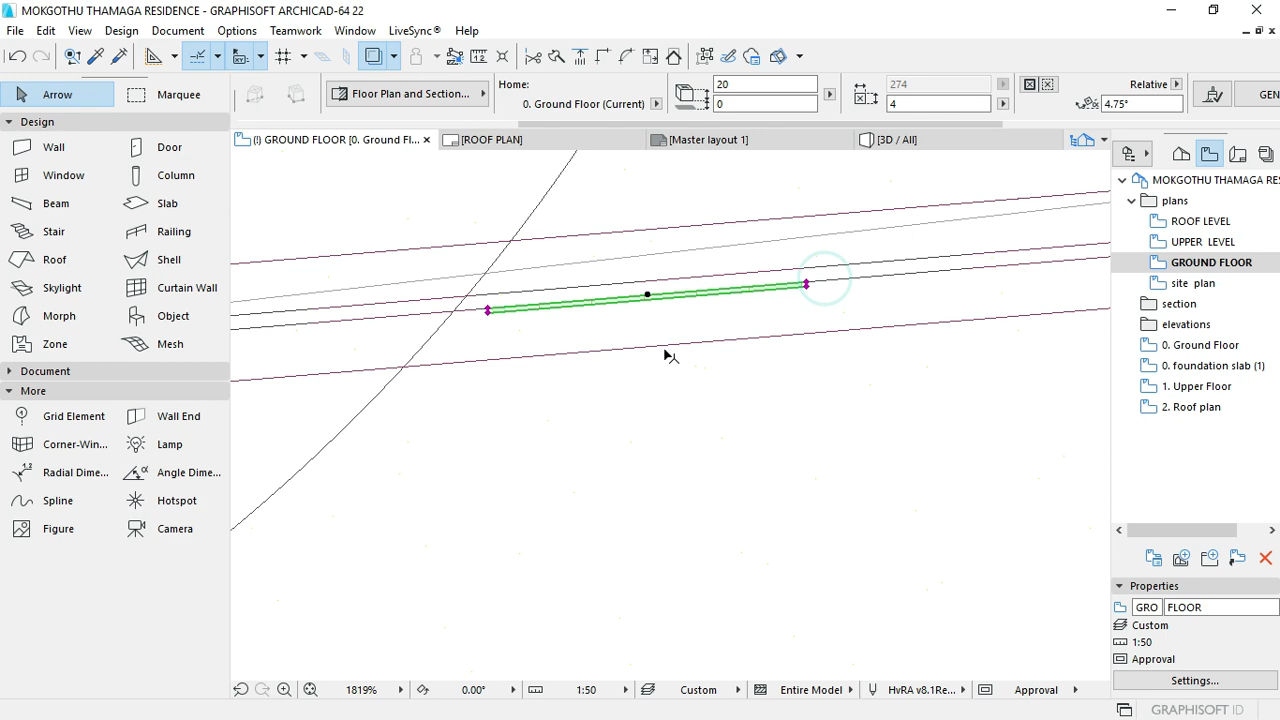 MOKGOTHU THAMAGA RESIDENCE - GRAPHISOFT ARCHICAD-64 22
File Edit View Design Document Options Teamwork Window LiveSync® Help
Arrow Marquee
Floor Plan and Section...
Home:
0. Ground Floor (Current)
20
0
274
4
Relative
4.75°
GEN
Design
(!) GROUND FLOOR [0. Ground Fl... [ROOF PLAN] [Master layout 1] [3D / All]
Wall Door
Window Column
Beam Slab
Stair Railing
Roof Shell
Skylight Curtain Wall
Morph Object
Zone Mesh
Document
More
Grid Element Wall End
Corner-Win... Lamp
Radial Dime... Angle Dime...
Spline Hotspot
Figure Camera
MOKGOTHU THAMAGA RES
plans
ROOF LEVEL
UPPER LEVEL
GROUND FLOOR
site plan
section
elevations
0. Ground Floor
0. foundation slab (1)
1. Upper Floor
2. Roof plan
Properties
GRO FLOOR
Custom
1:50
Approval
Settings...
1819% 0.00° 1:50 Custom Entire Model HvRA v8.1Re... Approval
GRAPHISOFT ID